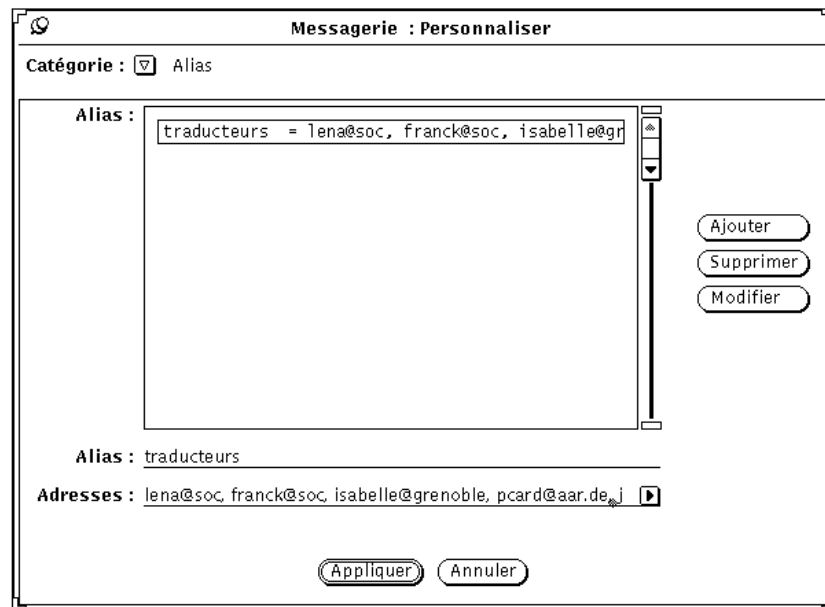 Messagerie : Personnaliser
Catégorie : Alias
Alias :
traducteurs = lena@soc, franck@soc, isabelle@gr
Ajouter
Supprimer
Modifier
Alias : traducteurs
Adresses : lena@soc, franck@soc, isabelle@grenoble, pcard@aar.de, j
Appliquer Annuler